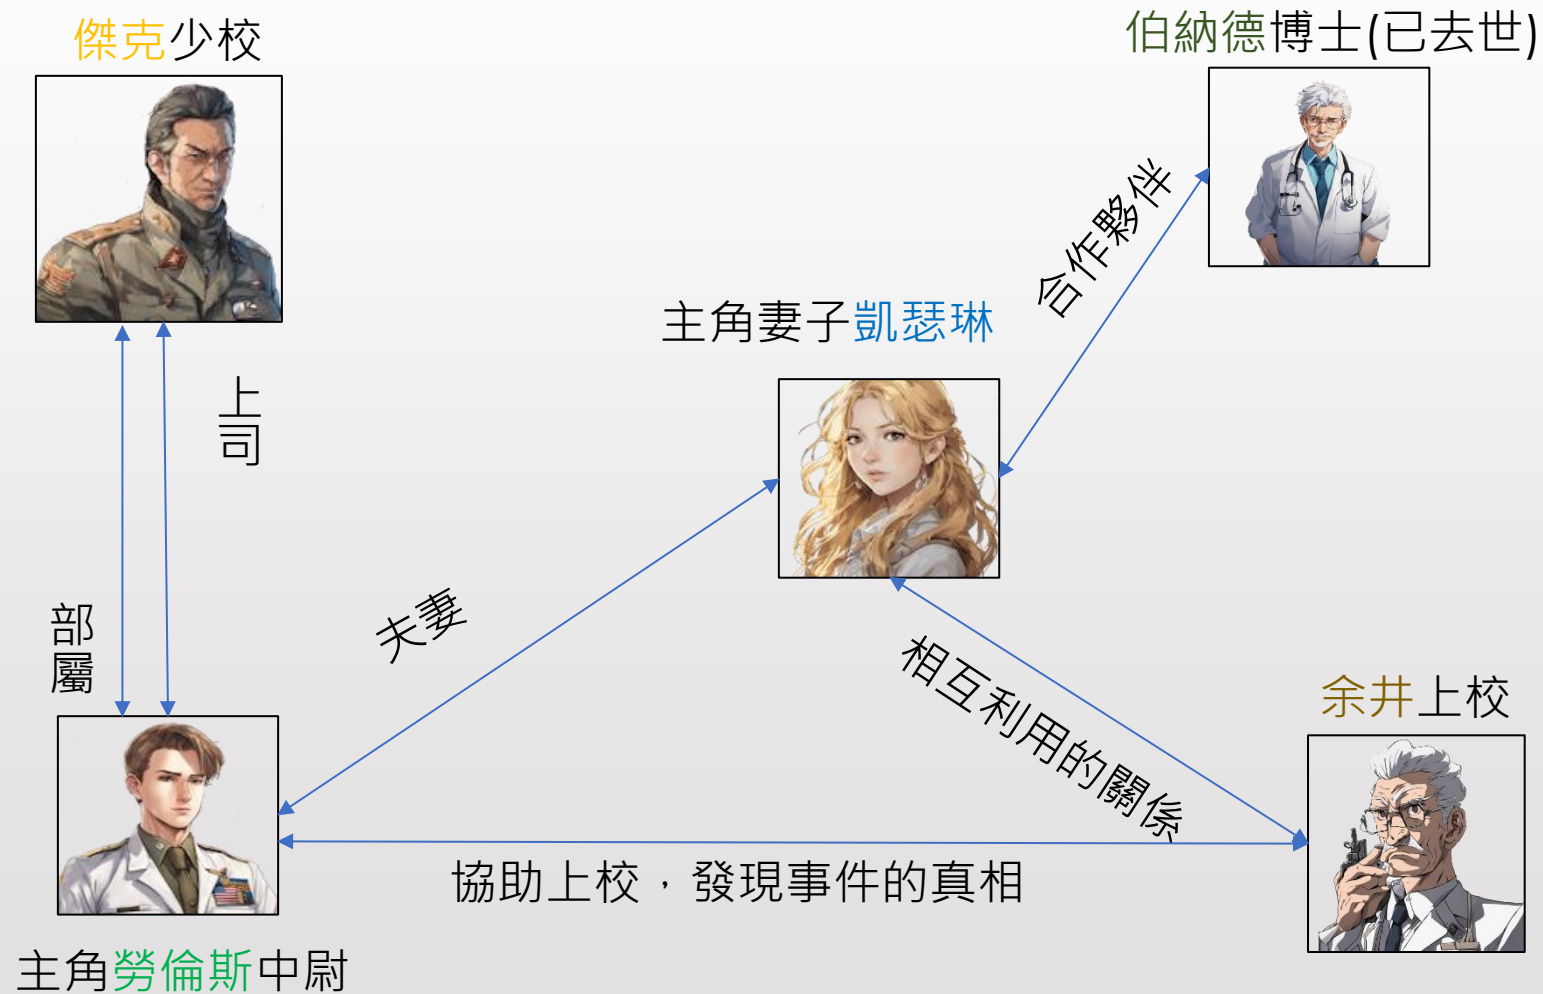 傑克少校
伯納德博士(已去世)
合作夥伴
主角妻子凱瑟琳
上司
部屬
夫妻
相互利用的關係
余井上校
協助上校，發現事件的真相
主角勞倫斯中尉